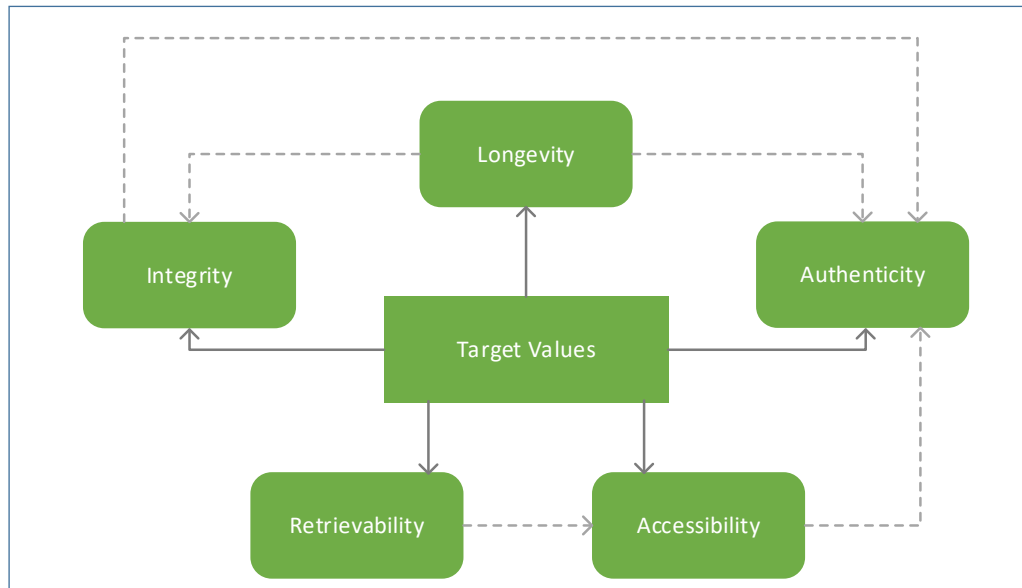 Longevity
Integrity
Authenticity
Target Values
Retrievability
Accessibility